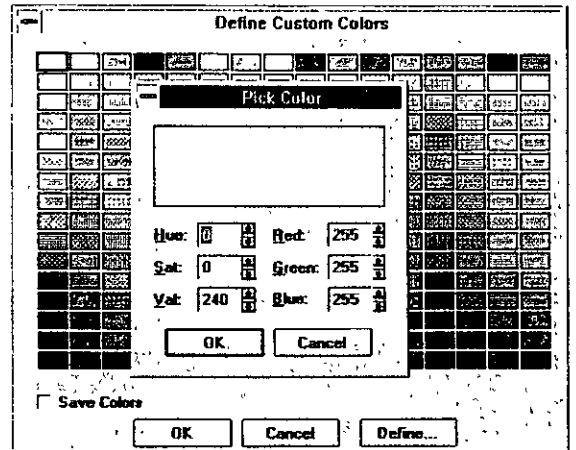 Define Custom Colors
Pick Color
Hue: 0 Red: 255
Sat: 0 Green: 255
Val: 240 Blue: 255
OK Cancel
Save Colors
OK Cancel Define...